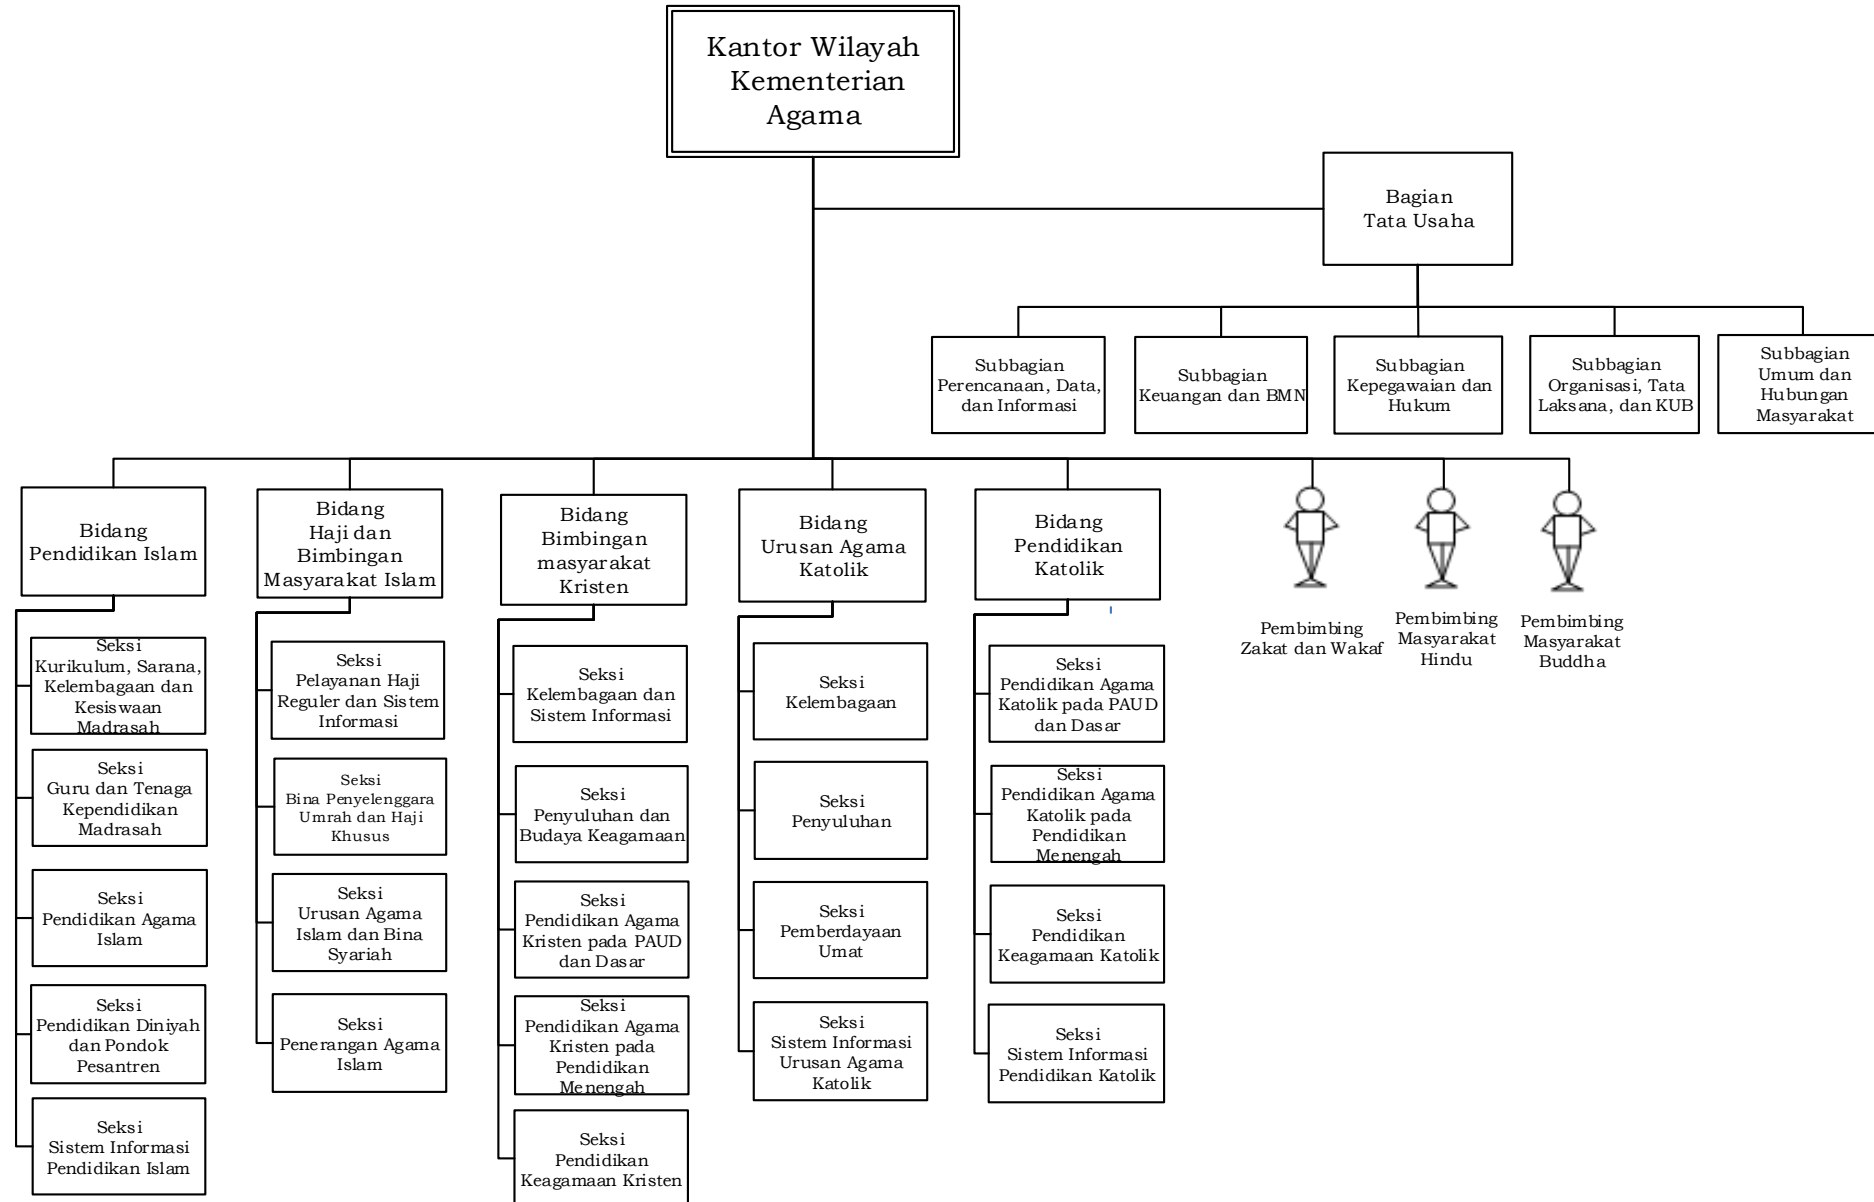 Kantor Wilayah
Kementerian
Agama
Bagian
Tata Usaha
Subbagian
Perencanaan, Data,
dan Informasi
Subbagian
Keuangan dan BMN
Subbagian
Kepegawaian dan
Hukum
Subbagian
Organisasi, Tata
Laksana, dan KUB
Subbagian
Umum dan
Hubungan
Masyarakat
Bidang
Pendidikan Islam
Seksi
Kurikulum, Sarana,
Kelembagaan dan
Kesiswaan
Madrasah
Seksi
Guru dan Tenaga
Kependidikan
Madrasah
Seksi
Pendidikan Agama
Islam
Seksi
Pendidikan Diniyah
dan Pondok
Pesantren
Seksi
Sistem Informasi
Pendidikan Islam
Bidang
Haji dan
Bimbingan
Masyarakat Islam
Seksi
Pelayanan Haji
Reguler dan Sistem
Informasi
Seksi
Bina Penyelenggara
Umrah dan Haji
Khusus
Seksi
Urusan Agama
Islam dan Bina
Syariah
Seksi
Penerangan Agama
Islam
Bidang
Bimbingan
masyarakat
Kristen
Seksi
Kelembagaan dan
Sistem Informasi
Seksi
Penyuluhan dan
Budaya Keagamaan
Seksi
Pendidikan Agama
Kristen pada PAUD
dan Dasar
Seksi
Pendidikan Agama
Kristen pada
Pendidikan
Menengah
Seksi
Pendidikan
Keagamaan Kristen
Bidang
Urusan Agama
Katolik
Seksi
Kelembagaan
Seksi
Penyuluhan
Seksi
Pemberdayaan
Umat
Seksi
Sistem Informasi
Urusan Agama
Katolik
Bidang
Pendidikan
Katolik
Seksi
Pendidikan Agama
Katolik pada PAUD
dan Dasar
Seksi
Pendidikan Agama
Katolik pada
Pendidikan
Menengah
Seksi
Pendidikan
Keagamaan Katolik
Seksi
Sistem Informasi
Pendidikan Katolik
Pembimbing
Zakat dan Wakaf
Pembimbing
Masyarakat
Hindu
Pembimbing
Masyarakat
Buddha